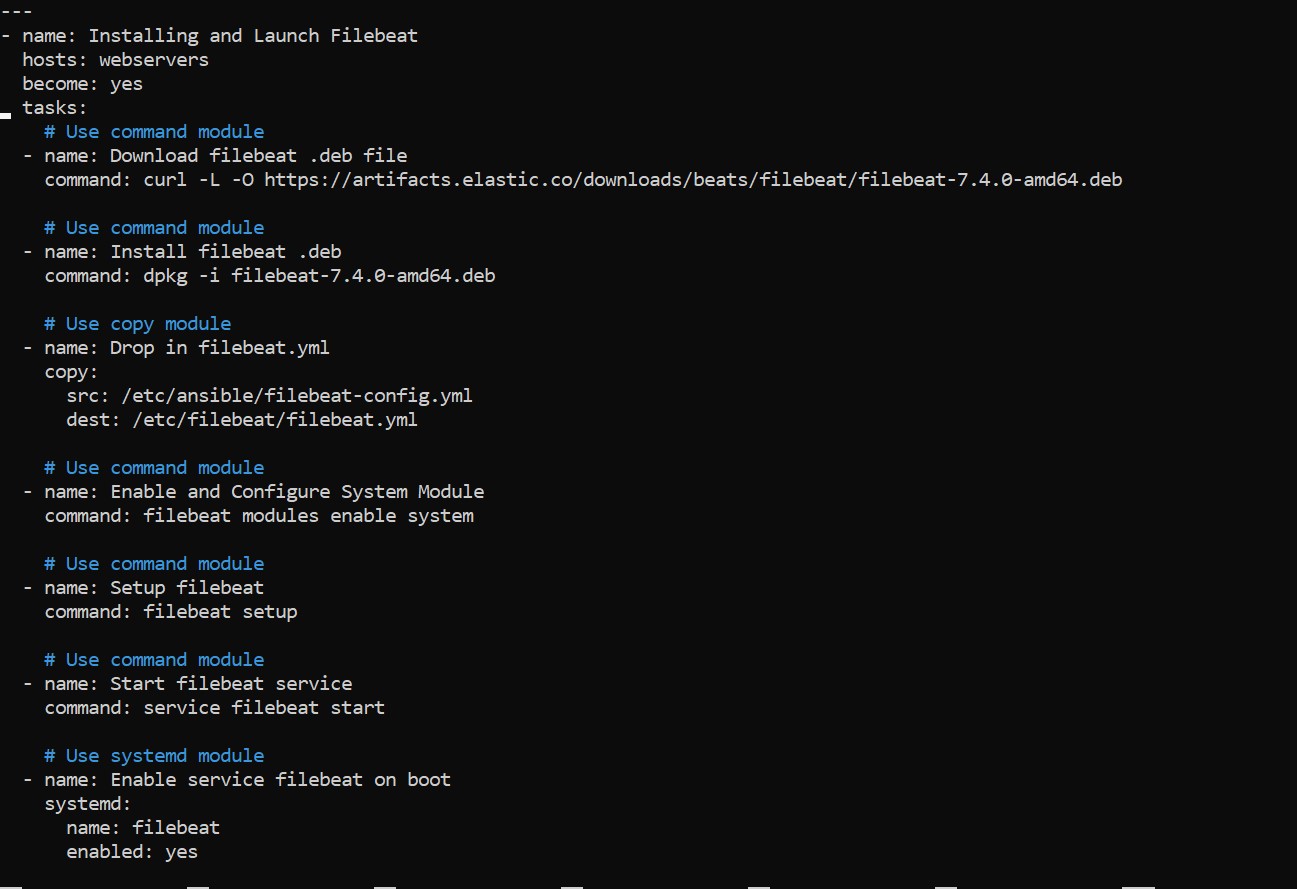 ---
- name: Installing and Launch Filebeat
  hosts: webservers
  become: yes
  tasks:
    # Use command module
  - name: Download filebeat .deb file
    command: curl -L -O https://artifacts.elastic.co/downloads/beats/filebeat/filebeat-7.4.0-amd64.deb

    # Use command module
  - name: Install filebeat .deb
    command: dpkg -i filebeat-7.4.0-amd64.deb

    # Use copy module
  - name: Drop in filebeat.yml
    copy:
      src: /etc/ansible/filebeat-config.yml
      dest: /etc/filebeat/filebeat.yml

    # Use command module
  - name: Enable and Configure System Module
    command: filebeat modules enable system

    # Use command module
  - name: Setup filebeat
    command: filebeat setup

    # Use command module
  - name: Start filebeat service
    command: service filebeat start

    # Use systemd module
  - name: Enable service filebeat on boot
    systemd:
      name: filebeat
      enabled: yes